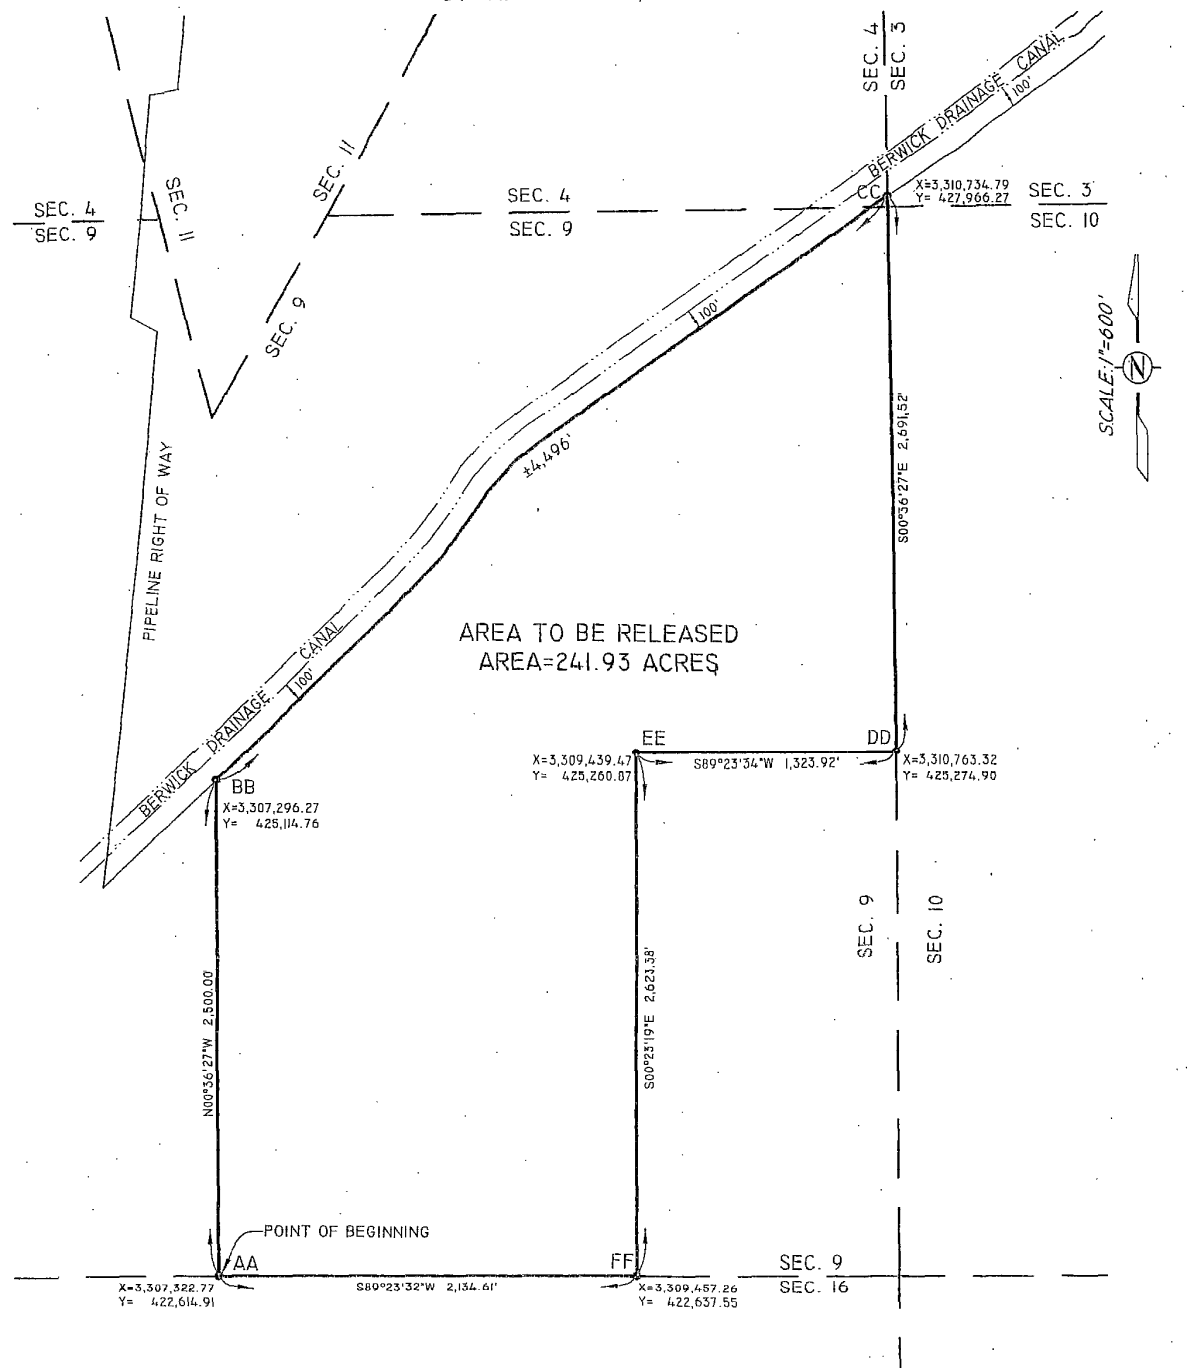 SEC. 4
SEC. 3
BERWICK DRAINAGE CANAL
100'
SEC. 11
SEC. 11
SEC. 4
SEC. 9
SEC. 4
SEC. 9
CC
X=3,310,734.79
Y= 427,966.27
SEC. 3
SEC. 10
SEC. 9
100'
SCALE:1"=600'
N
±4,496'
S00°36'27"E 2,691.52'
PIPELINE RIGHT OF WAY
AREA TO BE RELEASED
AREA=241.93 ACRES
BERWICK DRAINAGE CANAL
100'
BB
X=3,307,296.27
Y= 425,114.76
EE
X=3,309,439.47
Y= 425,260.87
S89°23'34"W 1,323.92'
DD
X=3,310,763.32
Y= 425,274.90
SEC. 9
SEC. 10
N00°36'27"W 2,500.00'
S00°23'19"E 2,623.38'
POINT OF BEGINNING
AA
X=3,307,322.77
Y= 422,614.91
S89°23'32"W 2,134.61'
FF
X=3,309,457.26
Y= 422,637.55
SEC. 9
SEC. 16